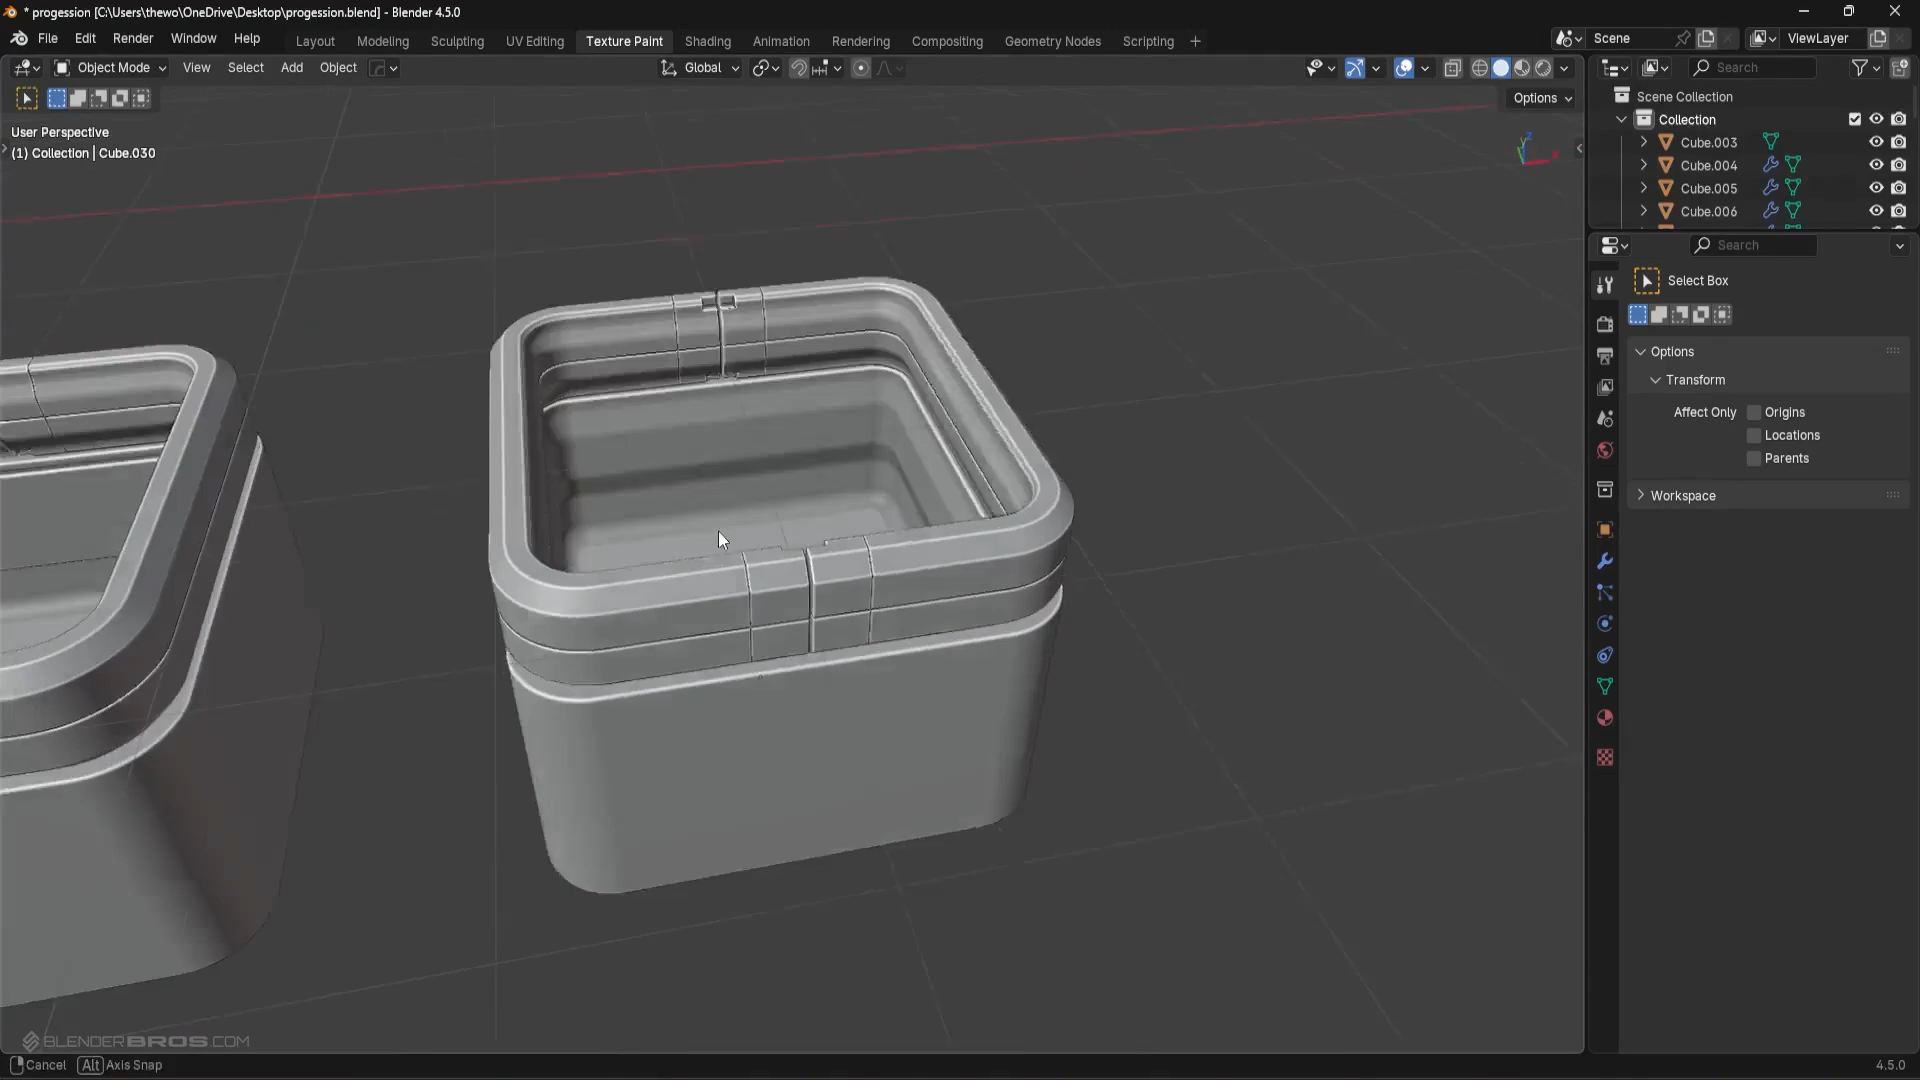 * progession [C:\Users\thewo\OneDrive\Desktop\progession.blend] - Blender 4.5.0
File Edit Render Window Help Layout Modeling Sculpting UV Editing Texture Paint Shading Animation Rendering Compositing Geometry Nodes Scripting + Scene ViewLayer
Object Mode View Select Add Object Global Search
Options
User Perspective
(1) Collection | Cube.030
Scene Collection
Collection
Cube.003
Cube.004
Cube.005
Cube.006
Search
Select Box
Options
Transform
Affect Only Origins
Locations
Parents
Workspace
Z
X
BLENDERBROS.COM
Cancel Alt Axis Snap 4.5.0